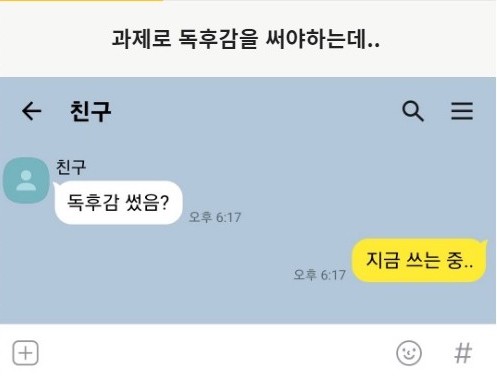 과제로 독후감을 써야하는데..
친구
친구
독후감 썼음?
오후 6:17
지금 쓰는 중..
오후 6:17
#